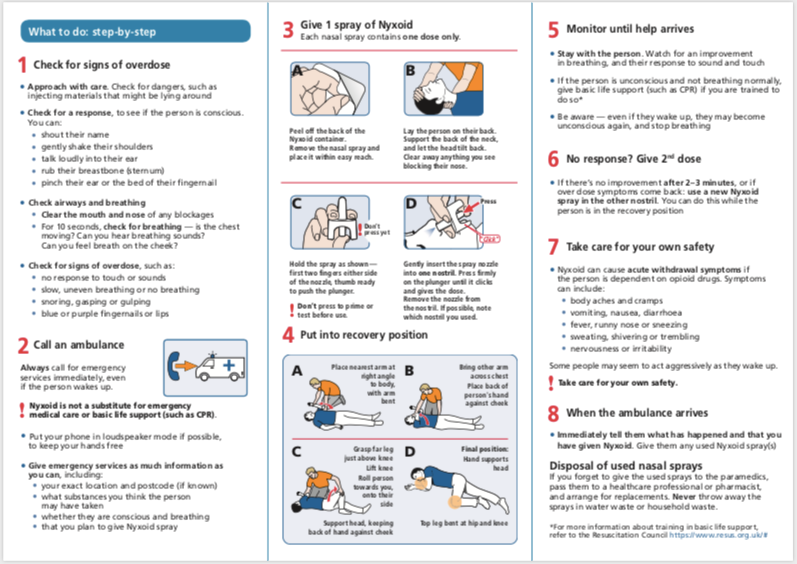 What to do: step-by-step
1 Check for signs of overdose
• Approach with care. Check for dangers, such as
injecting materials that might be lying around
• Check for a response, to see if the person is conscious.
You can:
• shout their name
• gently shake their shoulders
• talk loudly into their ear
• rub their breastbone (sternum)
• pinch their ear or the bed of their fingernail
• Check airways and breathing
• Clear the mouth and nose of any blockages
• For 10 seconds, check for breathing — is the chest
moving? Can you hear breathing sounds?
Can you feel breath on the cheek?
• Check for signs of overdose, such as:
• no response to touch or sounds
• slow, uneven breathing or no breathing
• snoring, gasping or gulping
• blue or purple fingernails or lips
2 Call an ambulance
Always call for emergency
services immediately, even
if the person wakes up.
! Nyxoid is not a substitute for emergency
medical care or basic life support (such as CPR).
• Put your phone in loudspeaker mode if possible,
to keep your hands free
• Give emergency services as much information as
you can, including:
• your exact location and postcode (if known)
• what substances you think the person
may have taken
• whether they are conscious and breathing
• that you plan to give Nyxoid spray
3 Give 1 spray of Nyxoid
Each nasal spray contains one dose only.
A
Peel off the back of the
Nyxoid container.
Remove the nasal spray and
place it within easy reach.
B
Lay the person on their back.
Support the back of the neck,
and let the head tilt back.
Clear away anything you see
blocking their nose.
C
! Don't
press yet
Hold the spray as shown —
first two fingers either side
of the nozzle, thumb ready
to push the plunger.
! Don't press to prime or
test before use.
D
Press
Click
Gently insert the spray nozzle
into one nostril. Press firmly
on the plunger until it clicks
and gives the dose.
Remove the nozzle from
the nostril. If possible, note
which nostril you used.
4 Put into recovery position
A
Place nearest arm at
right angle
to body,
with arm
bent
B
Bring other arm
across chest
Place back of
person's hand
against cheek
C
Grasp far leg
just above knee
Lift knee
Roll person
towards you,
onto their
side
Support head, keeping
back of hand against cheek
D
Final position:
Hand supports
head
Top leg bent at hip and knee
5 Monitor until help arrives
• Stay with the person. Watch for an improvement
in breathing, and their response to sound and touch
• If the person is unconscious and not breathing normally,
give basic life support (such as CPR) if you are trained to
do so*
• Be aware — even if they wake up, they may become
unconscious again, and stop breathing
6 No response? Give 2nd dose
• If there's no improvement after 2–3 minutes, or if
over dose symptoms come back: use a new Nyxoid
spray in the other nostril. You can do this while the
person is in the recovery position
7 Take care for your own safety
• Nyxoid can cause acute withdrawal symptoms if
the person is dependent on opioid drugs. Symptoms
can include:
• body aches and cramps
• vomiting, nausea, diarrhoea
• fever, runny nose or sneezing
• sweating, shivering or trembling
• nervousness or irritability
Some people may seem to act aggressively as they wake up.
! Take care for your own safety.
8 When the ambulance arrives
• Immediately tell them what has happened and that you
have given Nyxoid. Give them any used Nyxoid spray(s)
Disposal of used nasal sprays
If you forget to give the used sprays to the paramedics,
pass them to a healthcare professional or pharmacist,
and arrange for replacements. Never throw away the
sprays in water waste or household waste.
*For more information about training in basic life support,
refer to the Resuscitation Council https://www.resus.org.uk/#